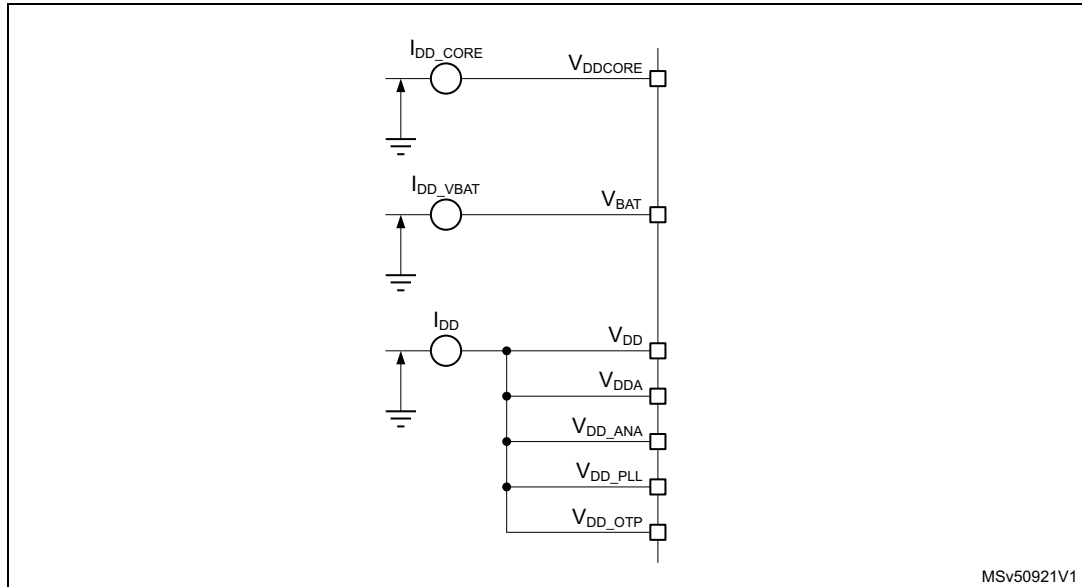 IDD_CORE
VDDCORE
IDD_VBAT
VBAT
IDD
VDD
VDDA
VDD_ANA
VDD_PLL
VDD_OTP
MSv50921V1